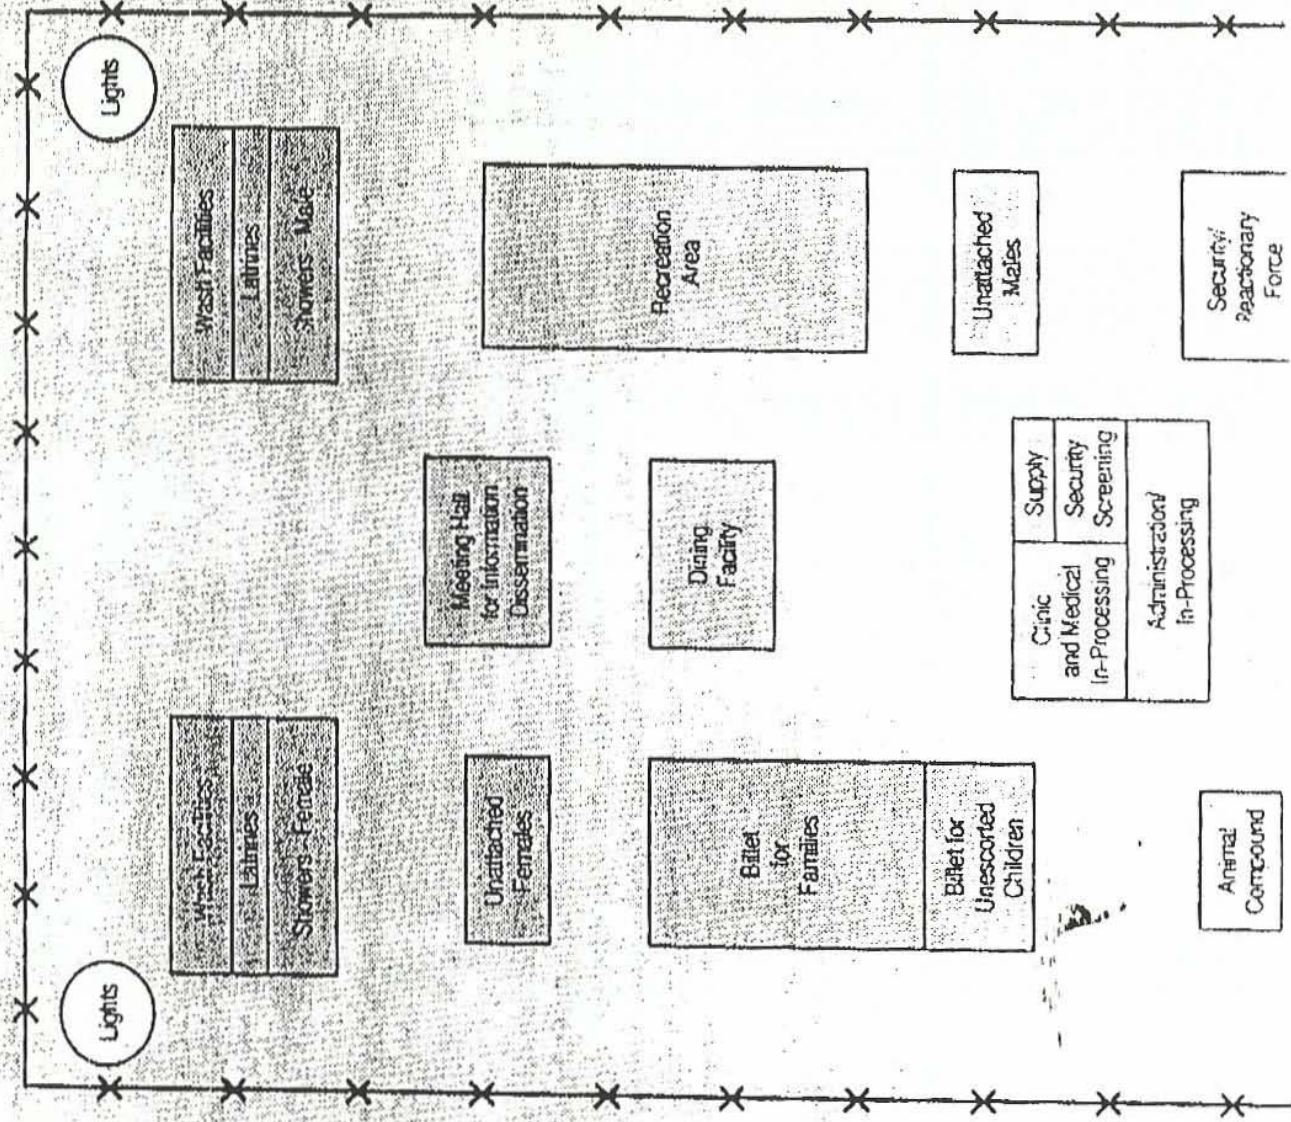 Lights
Lights
Wash Facilities
Latrines
Showers - Female
Wash Facilities
Latrines
Showers - Male
Meeting Hall
for Information
Dissemination
Unattached
Females
Recreation
Area
Billet
for
Families
Dining
Facility
Billet for
Unescorted
Children
Unattached
Males
Clinic
and Medical
In-Processing
Supply
Security
Screening
Administration/
In-Processing
Animal
Compound
Security/
Reactionary
Force